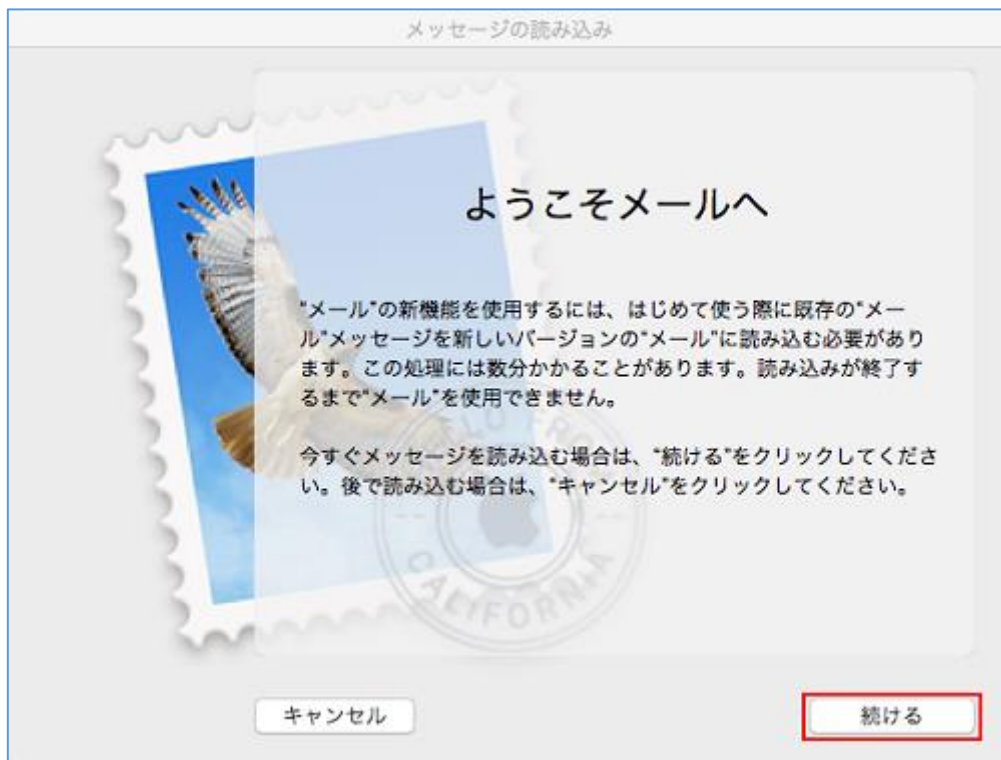 メッセージの読み込み
ようこそメールへ
“メール”の新機能を使用するには、はじめて使う際に既存の“メー
ル”メッセージを新しいバージョンの“メール”に読み込む必要があり
ます。この処理には数分かかることがあります。読み込みが終了す
るまで“メール”を使用できません。
今すぐメッセージを読み込む場合は、“続ける”をクリックしてくださ
い。後で読み込む場合は、“キャンセル”をクリックしてください。
CALIFORNIA
キャンセル
続ける